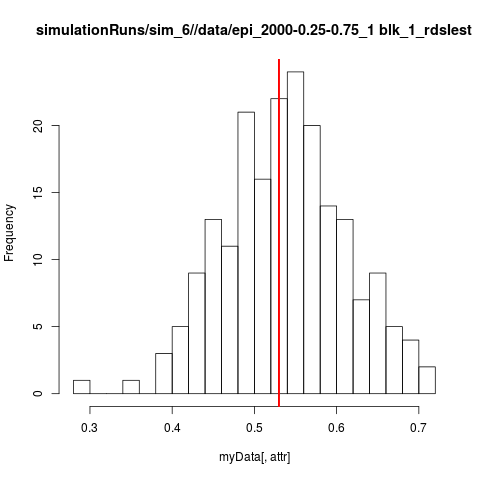 simulationRuns/sim_6//data/epi_2000-0.25-0.75_1 blk_1_rdslest
Frequency
20
15
10
5
0
0.3 0.4 0.5 0.6 0.7
myData[, attr]